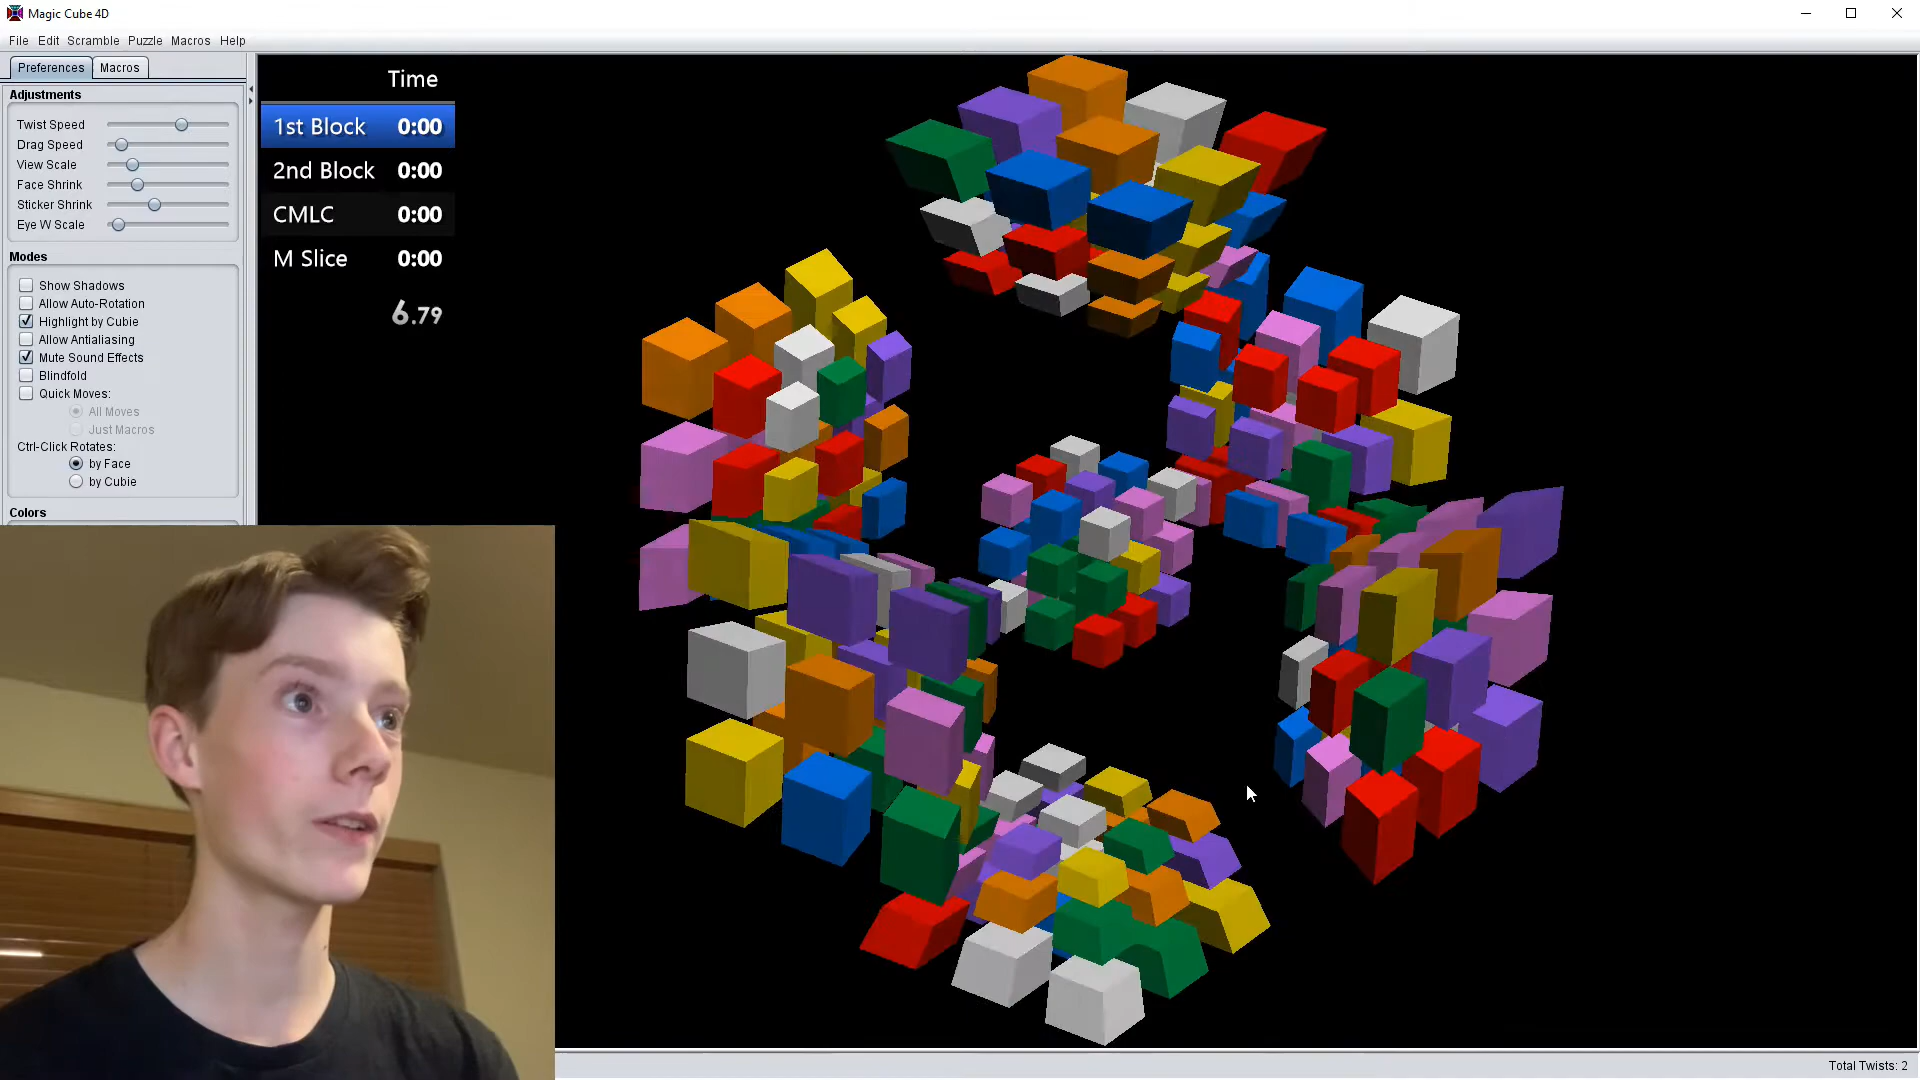 Magic Cube 4D
File Edit Scramble Puzzle Macros Help
Preferences Macros
Adjustments
Twist Speed
Drag Speed
View Scale
Face Shrink
Sticker Shrink
Eye W Scale
Modes
Show Shadows
Allow Auto-Rotation
Highlight by Cubie
Allow Antialiasing
Mute Sound Effects
Blindfold
Quick Moves:
All Moves
Just Macros
Ctrl-Click Rotates:
by Face
by Cubie
Colors
Time
1st Block 0:00
2nd Block 0:00
CMLC 0:00
M Slice 0:00
6.79
Total Twists: 2